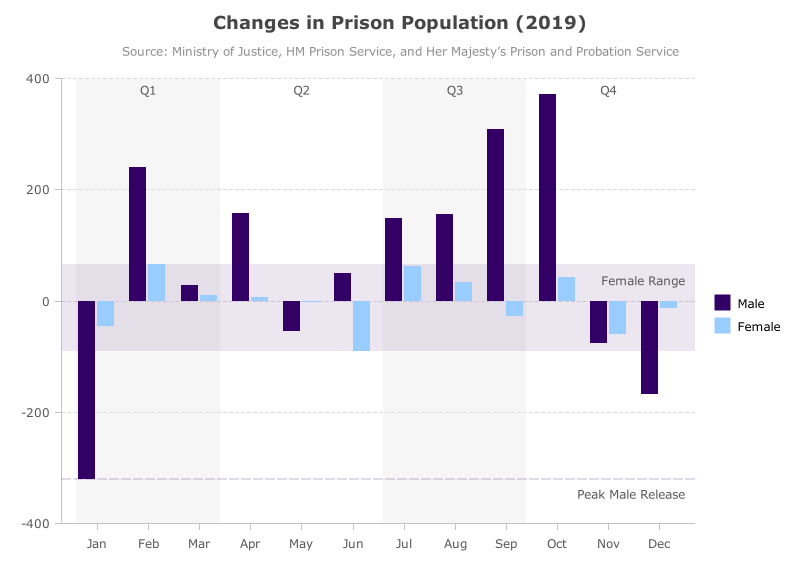 Changes in Prison Population (2019)
Source: Ministry of Justice, HM Prison Service, and Her Majesty’s Prison and Probation Service
400
Q1 Q2 Q3 Q4
200
Female Range
0
Male
Female
-200
Peak Male Release
-400
Jan Feb Mar Apr May Jun Jul Aug Sep Oct Nov Dec